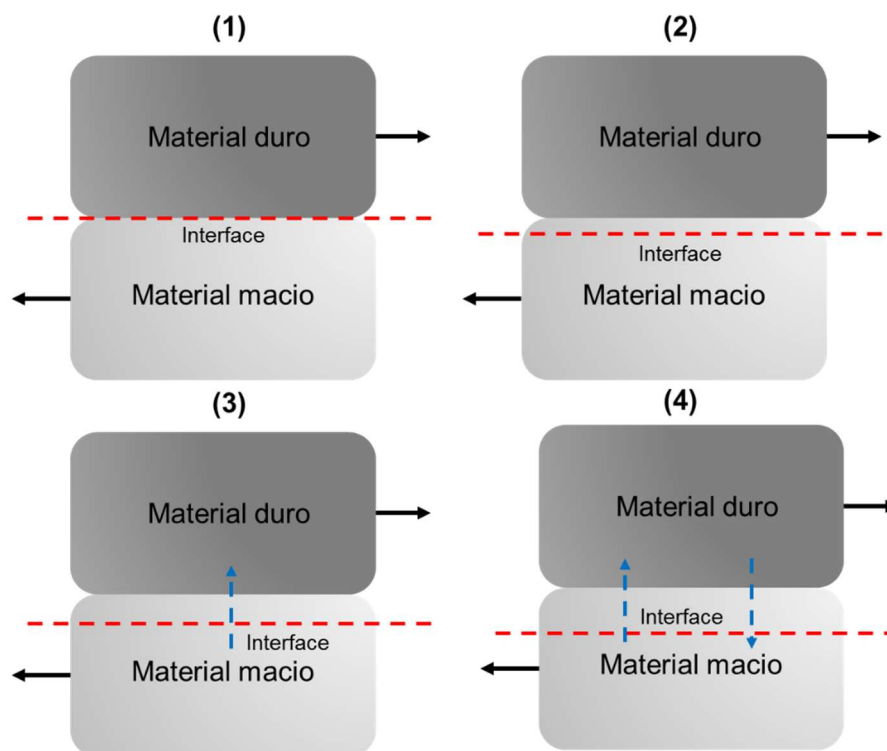 (1)
Material duro
Interface
Material macio
(2)
Material duro
Interface
Material macio
(3)
Material duro
Interface
Material macio
(4)
Material duro
Interface
Material macio